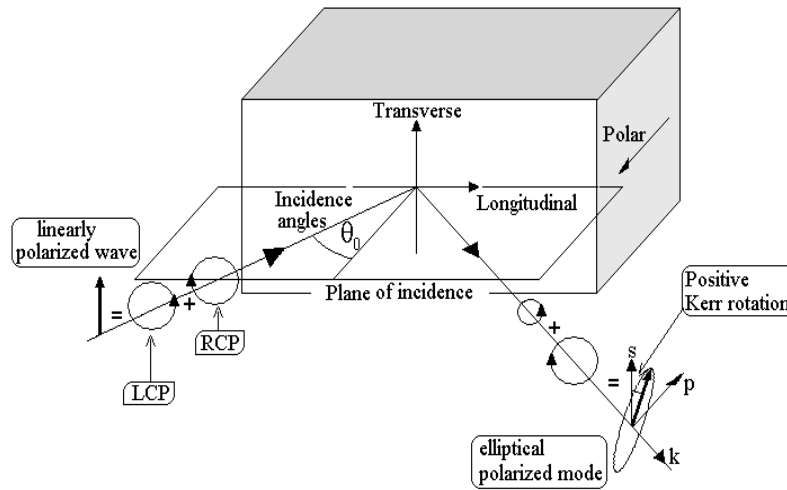 Transverse
Polar
Incidence
angles
Longitudinal
θ0
linearly
polarized wave
Plane of incidence
Positive
Kerr rotation
=
+
RCP
LCP
+
=
s
p
k
elliptical
polarized mode